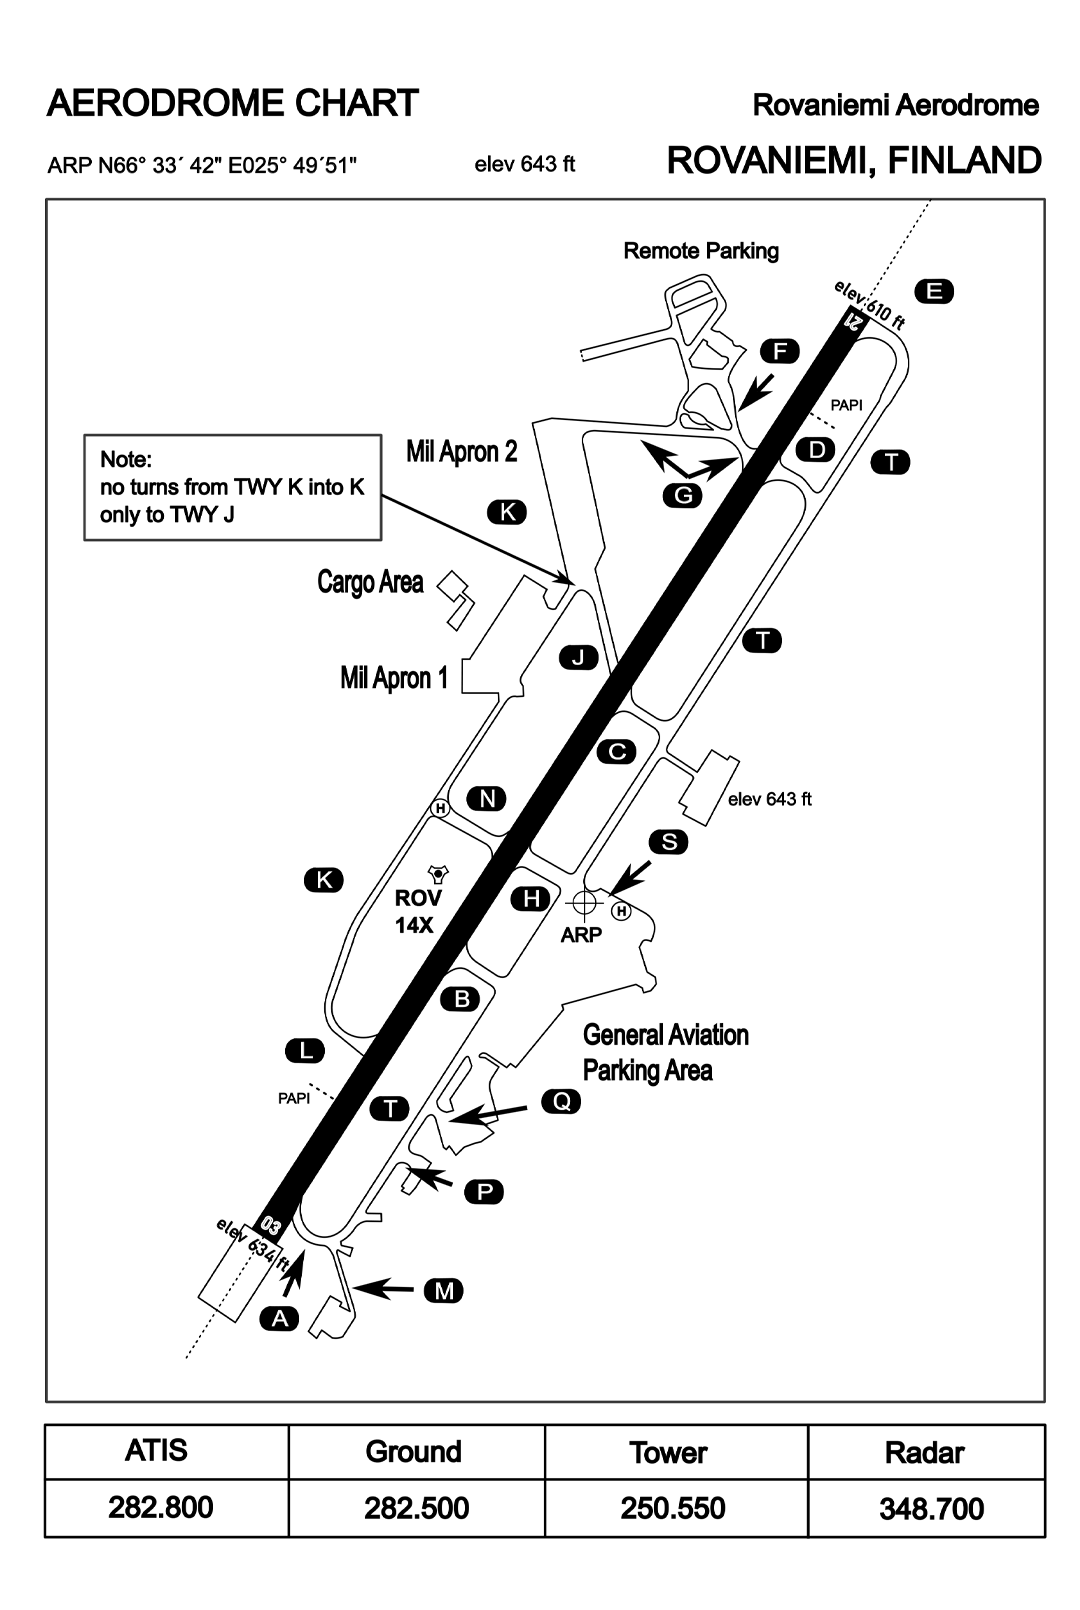 AERODROME CHART
Rovaniemi Aerodrome
ARP N66° 33´ 42" E025° 49´51"
elev 643 ft
ROVANIEMI, FINLAND
Remote Parking
elev 610 ft
E
21
F
PAPI
Mil Apron 2
D
T
Note:
no turns from TWY K into K
only to TWY J
G
K
Cargo Area
T
J
Mil Apron 1
C
N
elev 643 ft
H
S
K
ROV
14X
H
H
ARP
B
General Aviation
Parking Area
L
PAPI
T
Q
P
03
elev 634 ft
M
A
ATIS
Ground
Tower
Radar
282.800
282.500
250.550
348.700